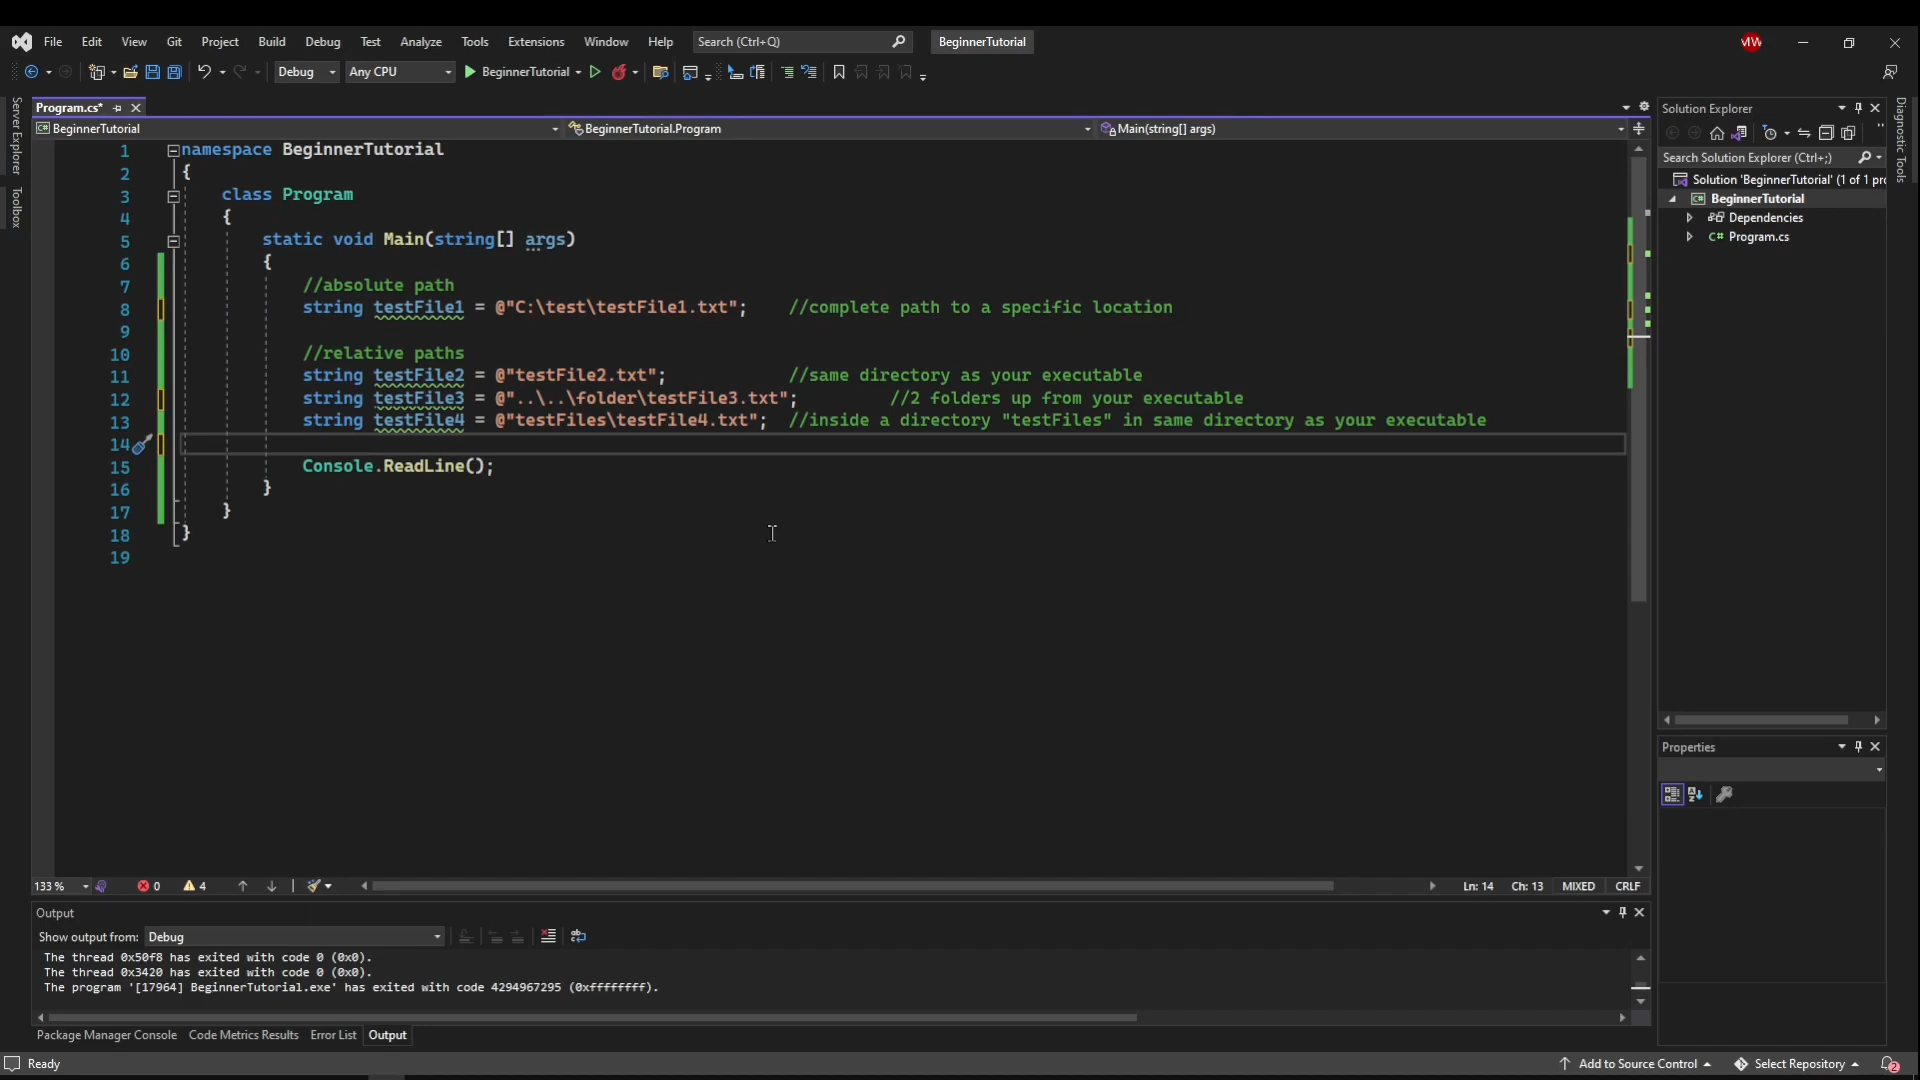 File Edit View Git Project Build Debug Test Analyze Tools Extensions Window Help Search (Ctrl+Q) BeginnerTutorial MW
Debug Any CPU BeginnerTutorial
Program.cs*
BeginnerTutorial BeginnerTutorial.Program Main(string[] args)
1 namespace BeginnerTutorial
2 {
3 class Program
4 {
5 static void Main(string[] args)
6 {
7 //absolute path
8 string testFile1 = @"C:\test\testFile1.txt"; //complete path to a specific location
9
10 //relative paths
11 string testFile2 = @"testFile2.txt"; //same directory as your executable
12 string testFile3 = @"..\..\folder\testFile3.txt"; //2 folders up from your executable
13 string testFile4 = @"testFiles\testFile4.txt"; //inside a directory "testFiles" in same directory as your executable
14
15 Console.ReadLine();
16 }
17 }
18 }
19
133 % 0 4 Ln: 14 Ch: 13 MIXED CRLF
Output
Show output from: Debug
The thread 0x50f8 has exited with code 0 (0x0).
The thread 0x3420 has exited with code 0 (0x0).
The program '[17964] BeginnerTutorial.exe' has exited with code 4294967295 (0xffffffff).
Package Manager Console Code Metrics Results Error List Output
Ready Add to Source Control Select Repository 2
Server Explorer
Toolbox
Solution Explorer
Search Solution Explorer (Ctrl+;)
Solution 'BeginnerTutorial' (1 of 1 pro
BeginnerTutorial
Dependencies
C# Program.cs
Properties
Diagnostic Tools